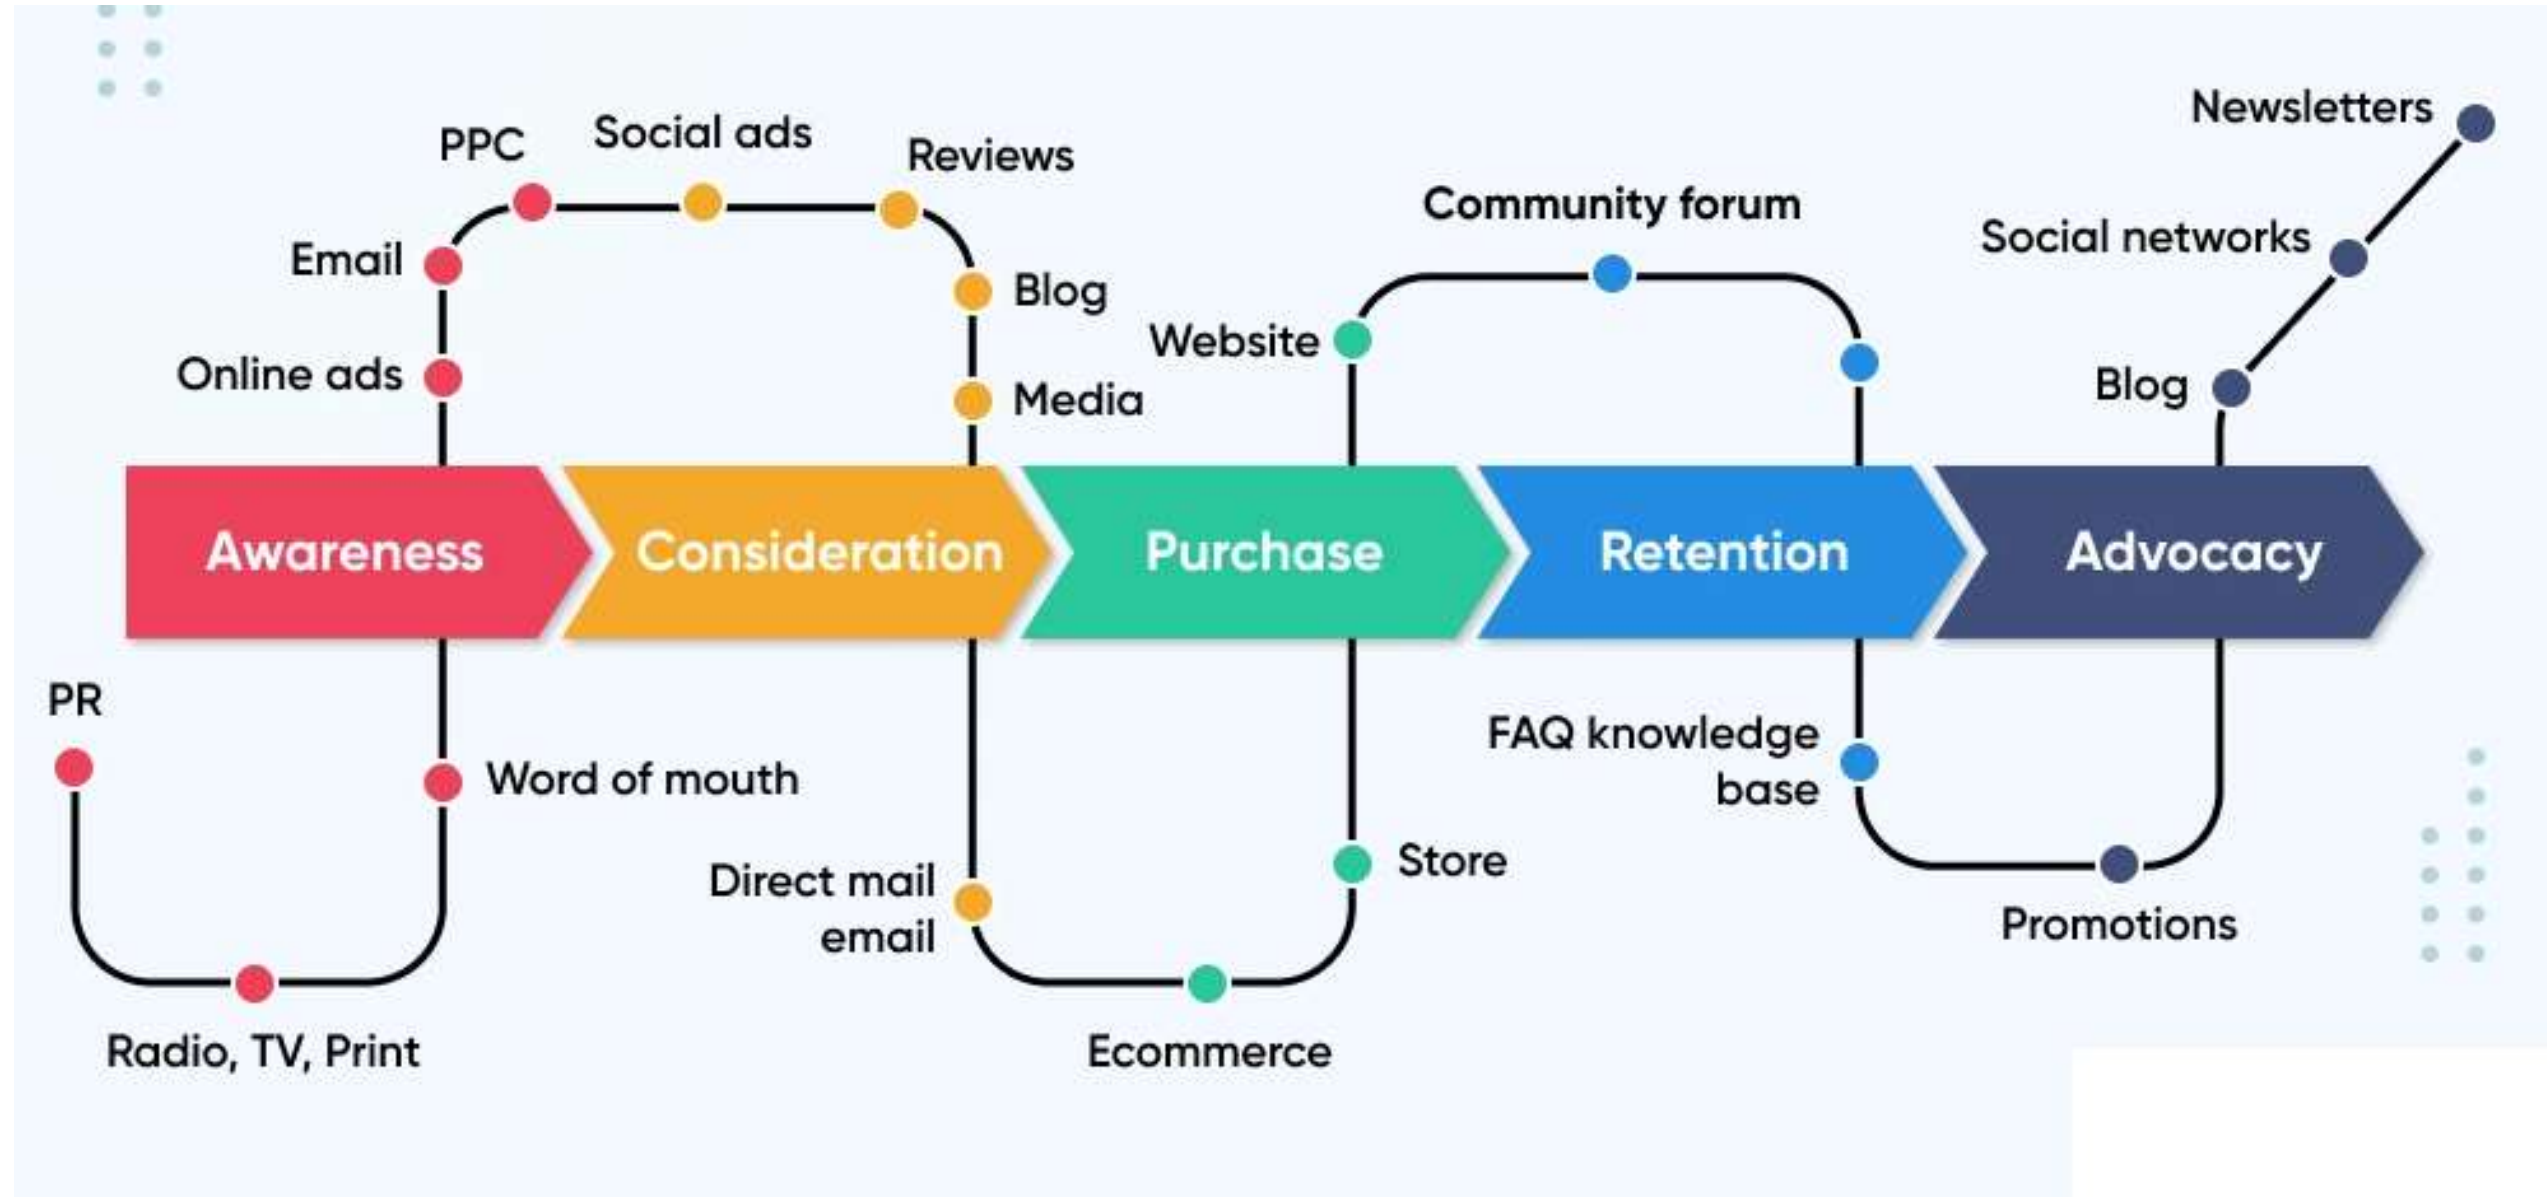 Newsletters
PPC
Social ads
Reviews
Community forum
Social networks
Email
Blog
Website
Online ads
Media
Blog
Awareness
Consideration
Purchase
Retention
Advocacy
PR
Word of mouth
FAQ knowledge
base
Direct mail
email
Store
Promotions
Radio, TV, Print
Ecommerce